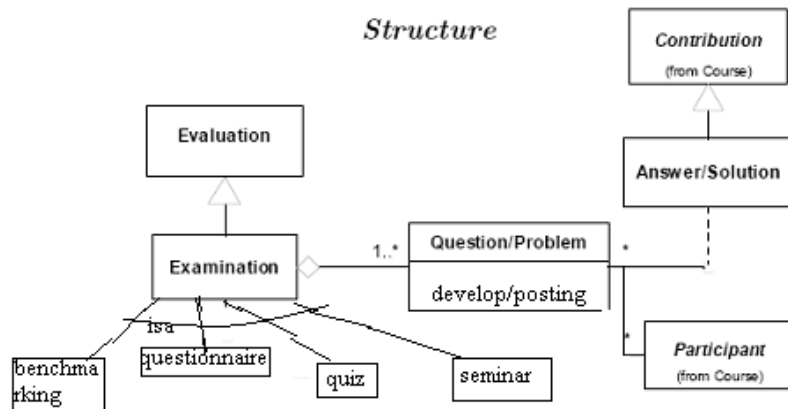 Structure
Contribution
(from Course)
Evaluation
Answer/Solution
Examination
1..*
Question/Problem
*
develop/posting
isa
benchma
rking
questionnaire
quiz
seminar
*
Participant
(from Course)